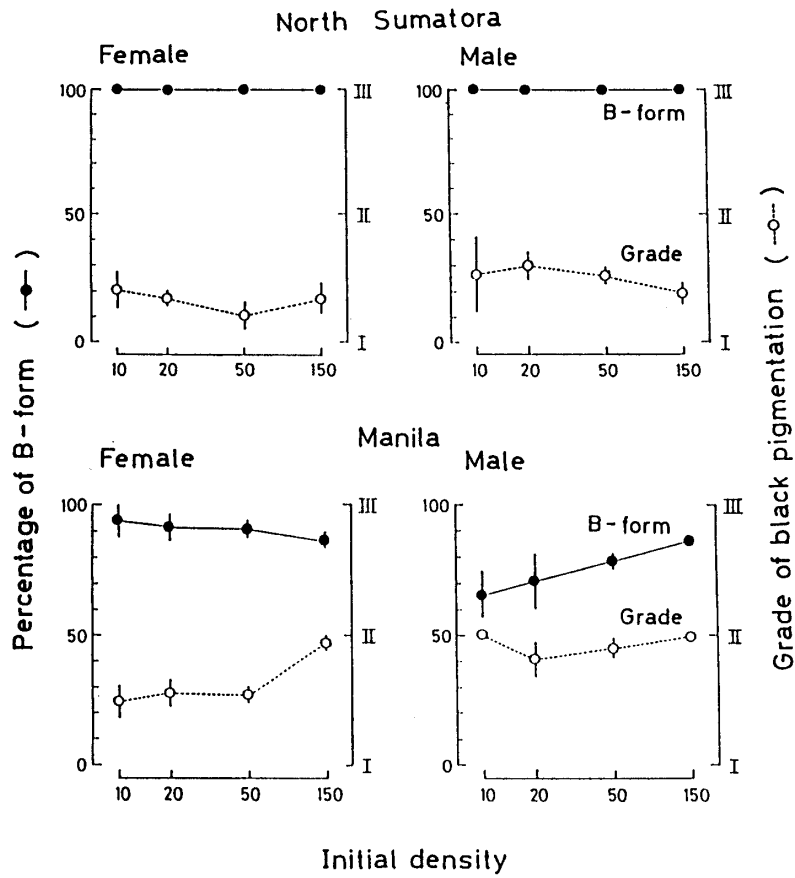 North Sumatora
Female
Male
100
50
0
III
II
I
10 20 50 150
100
50
0
III
II
I
10 20 50 150
B-form
Grade
Percentage of B-form ( )
Grade of black pigmentation ( )
Manila
Female
Male
100
50
0
III
II
I
10 20 50 150
100
50
0
III
II
I
10 20 50 150
B-form
Grade
Initial density